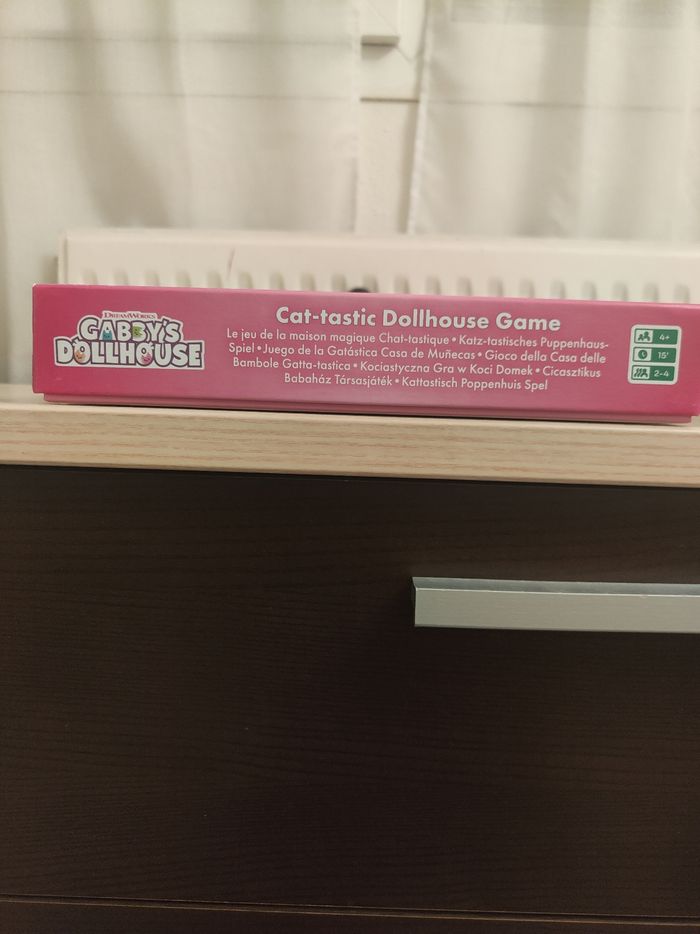 DREAMWORKS
GABBY'S
DOLLHOUSE
Cat-tastic Dollhouse Game
Le jeu de la maison magique Chat-tastique • Katz-tastisches Puppenhaus-
Spiel • Juego de la Gatástica Casa de Muñecas • Gioco della Casa delle
Bambole Gatta-tastica • Kociastyczna Gra w Koci Domek • Cicasztikus
Babaház Társasjáték • Kattastisch Poppenhuis Spel
4+
15'
2-4